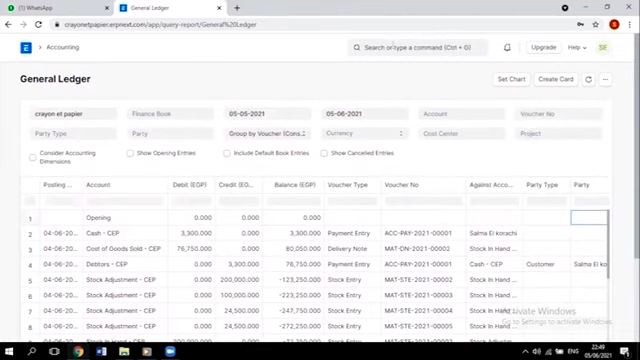 (1) WhatsApp
General Ledger
crayonetpapier.erpnext.com/app/query-report/General%20Ledger
Accounting
Search or type a command (Ctrl + G)
Upgrade
Help
SE
General Ledger
Set Chart
Create Card
crayon et papier
Finance Book
05-05-2021
05-06-2021
Account
Voucher No
Party Type
Party
Group by Voucher (Cons...
Currency
Cost Center
Project
Consider Accounting Dimensions
Show Opening Entries
Include Default Book Entries
Show Cancelled Entries
Posting ... Account Debit (EGP) Credit (EGP) Balance (EGP) Voucher Type Voucher No Against Acco... Party Type Party
1 Opening 0.000 0.000 0.000
2 04-06-20... Cash - CEP 3,300.000 0.000 3,300.000 Payment Entry ACC-PAY-2021-00001 Salma El korachi
3 04-06-20... Cost of Goods Sold - CEP 76,750.000 0.000 80,050.000 Delivery Note MAT-DN-2021-00001 Stock In Hand ...
4 04-06-20... Debtors - CEP 0.000 3,300.000 76,750.000 Payment Entry ACC-PAY-2021-00001 Cash - CEP Customer Salma El ko
5 04-06-20... Stock Adjustment - CEP 0.000 200,000.000 -123,250.000 Stock Entry MAT-STE-2021-00002 Stock In Hand ...
6 04-06-20... Stock Adjustment - CEP 0.000 100,000.000 -223,250.000 Stock Entry MAT-STE-2021-00003 Stock In Hand ...
7 04-06-20... Stock Adjustment - CEP 0.000 24,500.000 -247,750.000 Stock Entry MAT-STE-2021-00004 Stock In Hand ...
8 04-06-20... Stock Adjustment - CEP 0.000 24,500.000 -272,250.000 Stock Entry MAT-STE-2021-00005 Stock In Hand
Activate Windows
Go to Settings to activate Windows.
ENG
22:49
05/06/2021